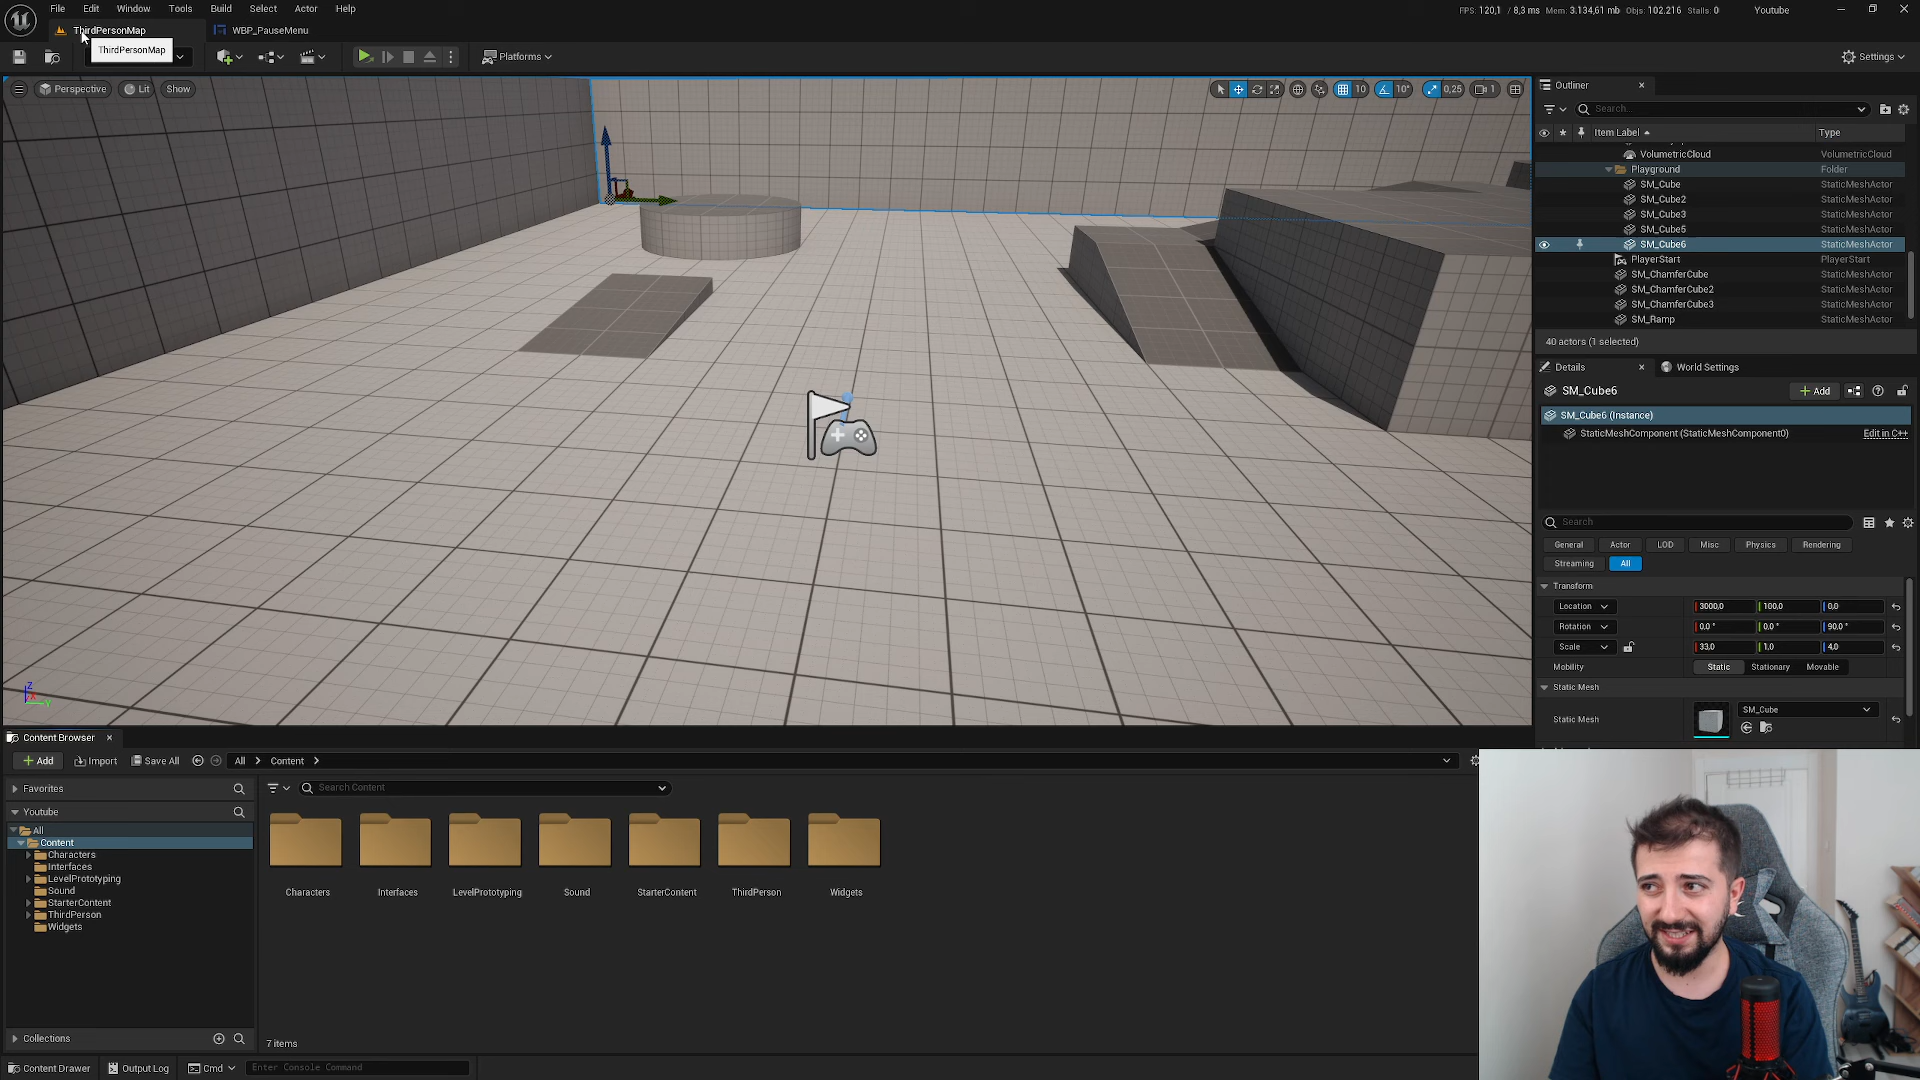 File Edit Window Tools Build Select Actor Help
FPS: 120,1 / 8,3 ms Mem: 3.134,61 mb Objs: 102.216 Stalls: 0 Youtube
ThirdPersonMap WBP_PauseMenu
ThirdPersonMap
Platforms Settings
Perspective Lit Show
10 10° 0,25 1
Outliner
Search...
Item Label Type
VolumetricCloud VolumetricCloud
Playground Folder
SM_Cube StaticMeshActor
SM_Cube2 StaticMeshActor
SM_Cube3 StaticMeshActor
SM_Cube5 StaticMeshActor
SM_Cube6 StaticMeshActor
PlayerStart PlayerStart
SM_ChamferCube StaticMeshActor
SM_ChamferCube2 StaticMeshActor
SM_ChamferCube3 StaticMeshActor
SM_Ramp StaticMeshActor
40 actors (1 selected)
Details World Settings
SM_Cube6 Add
SM_Cube6 (Instance)
StaticMeshComponent (StaticMeshComponent0) Edit in C++
Search
General Actor LOD Misc Physics Rendering
Streaming All
Transform
Location 3000,0 100,0 0,0
Rotation 0,0 ° 0,0 ° 90,0 °
Scale 33,0 1,0 4,0
Mobility Static Stationary Movable
Static Mesh
Static Mesh SM_Cube
Z
X
Y
Content Browser
Add Import Save All All Content
Favorites
Search Content
Youtube
All
Content
Characters
Interfaces
LevelPrototyping
Sound
StarterContent
ThirdPerson
Widgets
Characters Interfaces LevelPrototyping Sound StarterContent ThirdPerson Widgets
Collections
7 items
Content Drawer Output Log Cmd Enter Console Command